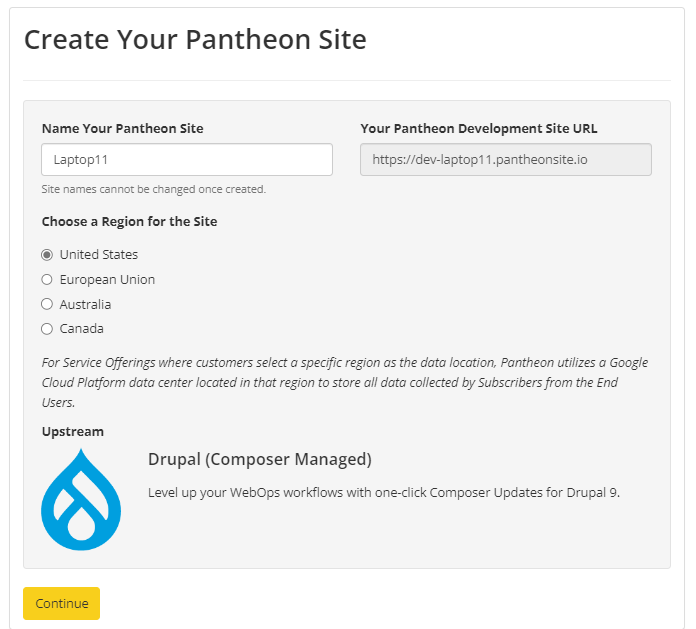 Create Your Pantheon Site
Name Your Pantheon Site
Your Pantheon Development Site URL
Laptop11
https://dev-laptop11.pantheonsite.io
Site names cannot be changed once created.
Choose a Region for the Site
United States
European Union
Australia
Canada
For Service Offerings where customers select a specific region as the data location, Pantheon utilizes a Google
Cloud Platform data center located in that region to store all data collected by Subscribers from the End
Users.
Upstream
Drupal (Composer Managed)
Level up your WebOps workflows with one-click Composer Updates for Drupal 9.
Continue